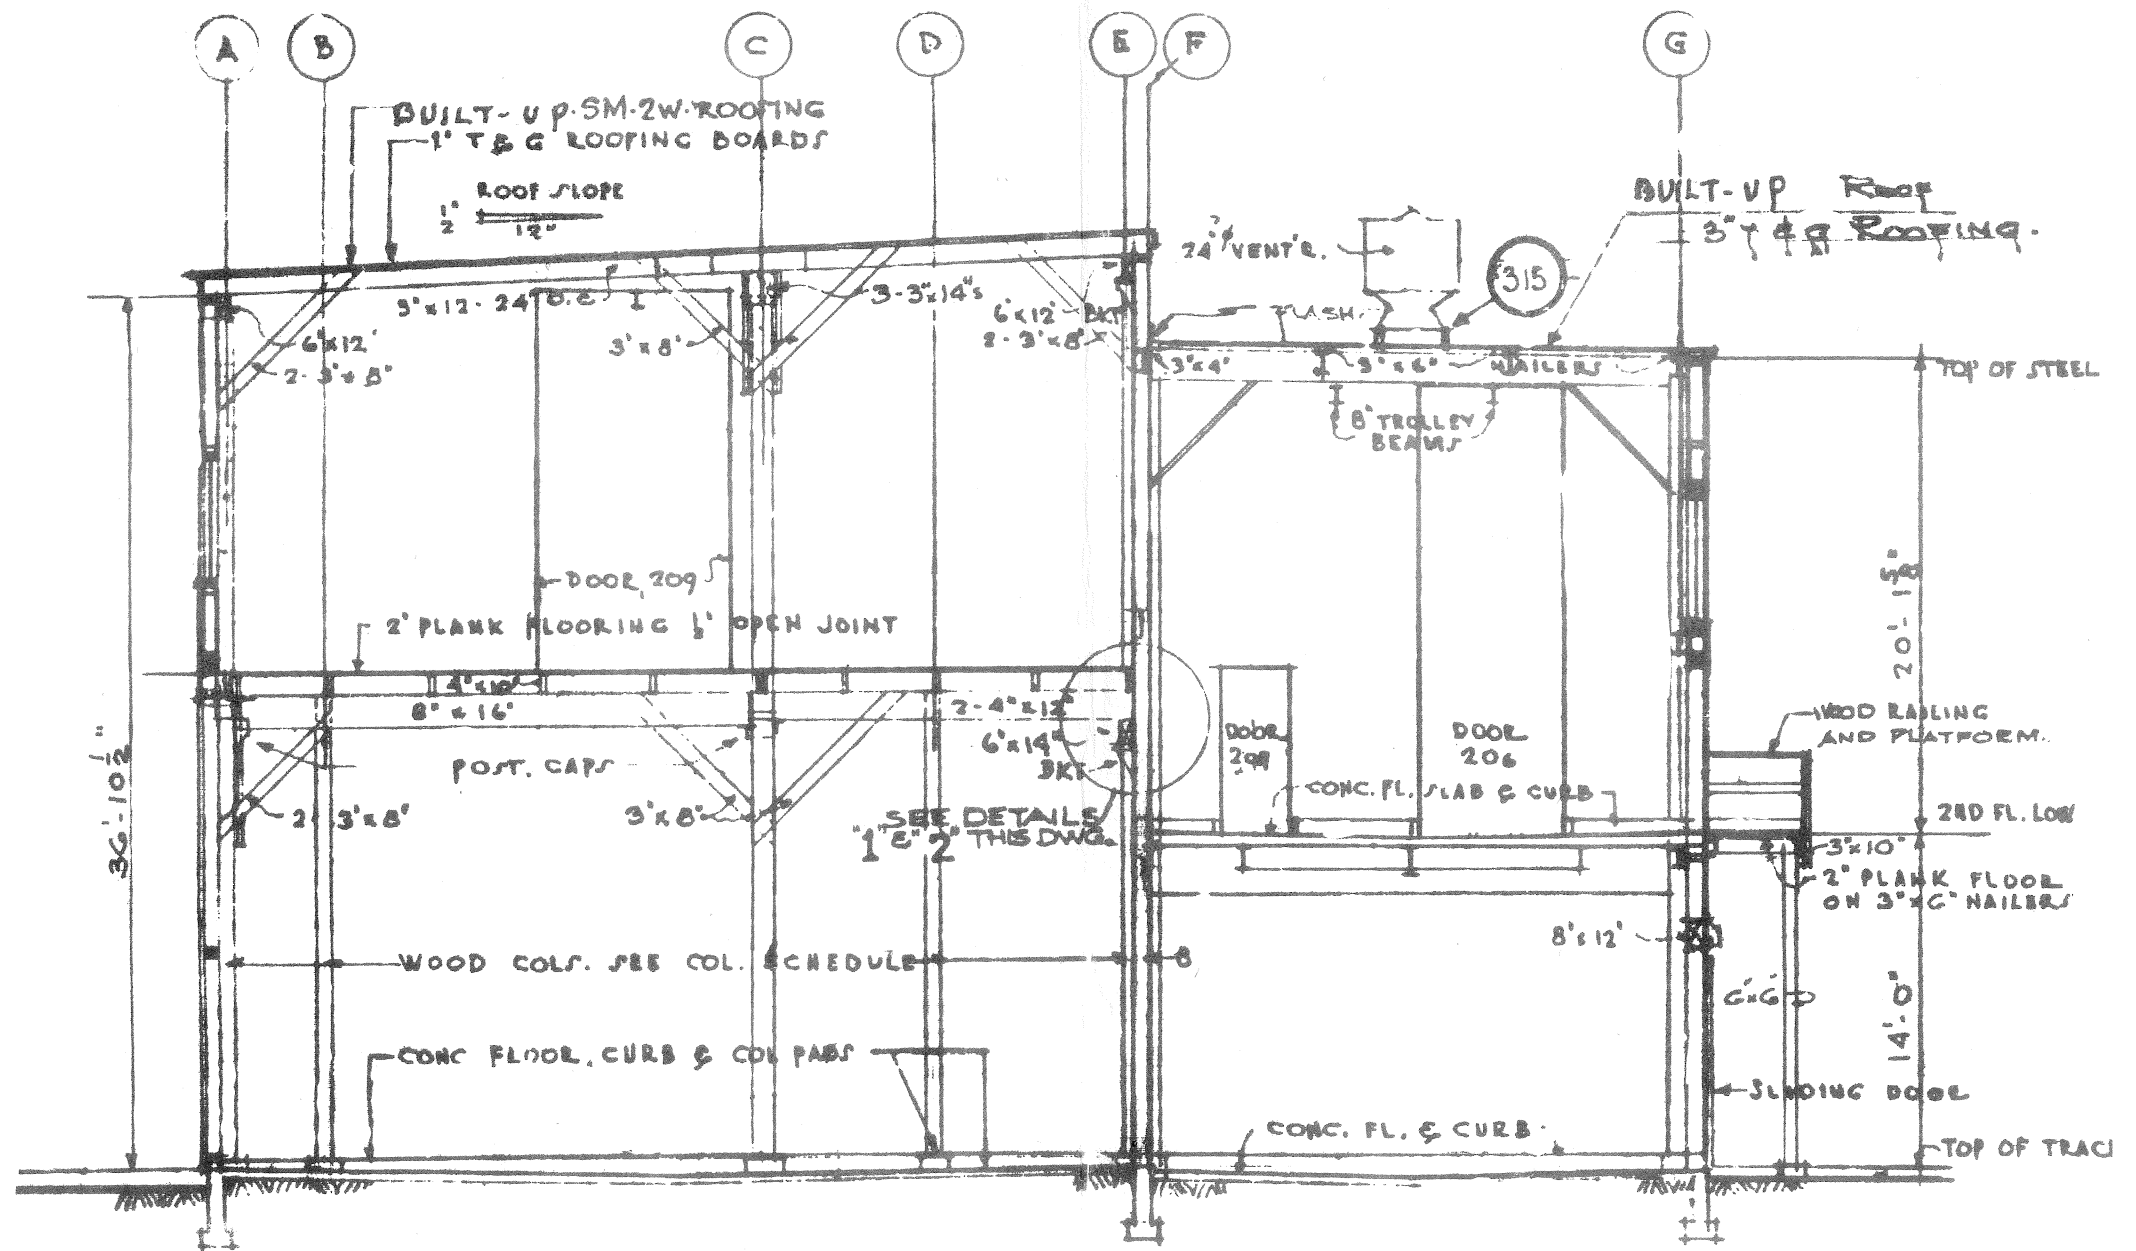 A B C D E F G
BUILT-UP.SM.2W.ROOFING
1" T & G ROOFING BOARDS
ROOF SLOPE
1/2"
12"
BUILT-UP ROOF
ROOFING.
24"ø VENT'R.
315
3"x12-24" O.C
3-3"x14"s
6"x12"
BKT
2-3"x8"
FLASH.
6"x12"
2-3"x8"
3"x8"
3"x4"
3"x6" NAILERS
TOP OF STEEL
8" TROLLEY
BEAMS
DOOR 209
2" PLANK FLOORING 1/2" OPEN JOINT
20'-1 5/8"
4"x10"
8"x16"
2-4"x12"
6"x14"
BKT
DOOR
DOOR
206
WOOD RAILING
AND PLATFORM.
POST. CAPS
36'-10 1/2"
2-3"x8"
3"x8"
SEE DETAILS
"1" & "2" THIS DWG.
CONC. FL. SLAB & CURB
2ND FL. LOW
3"x10"
2" PLANK FLOOR
ON 3"x6" NAILERS
8"x12"
WOOD COLS. SEE COL. SCHEDULE
8
6"x6"
14'-0"
CONC FLOOR, CURB & COL PADS
SLIDING DOOR
CONC. FL. & CURB
TOP OF TRAC